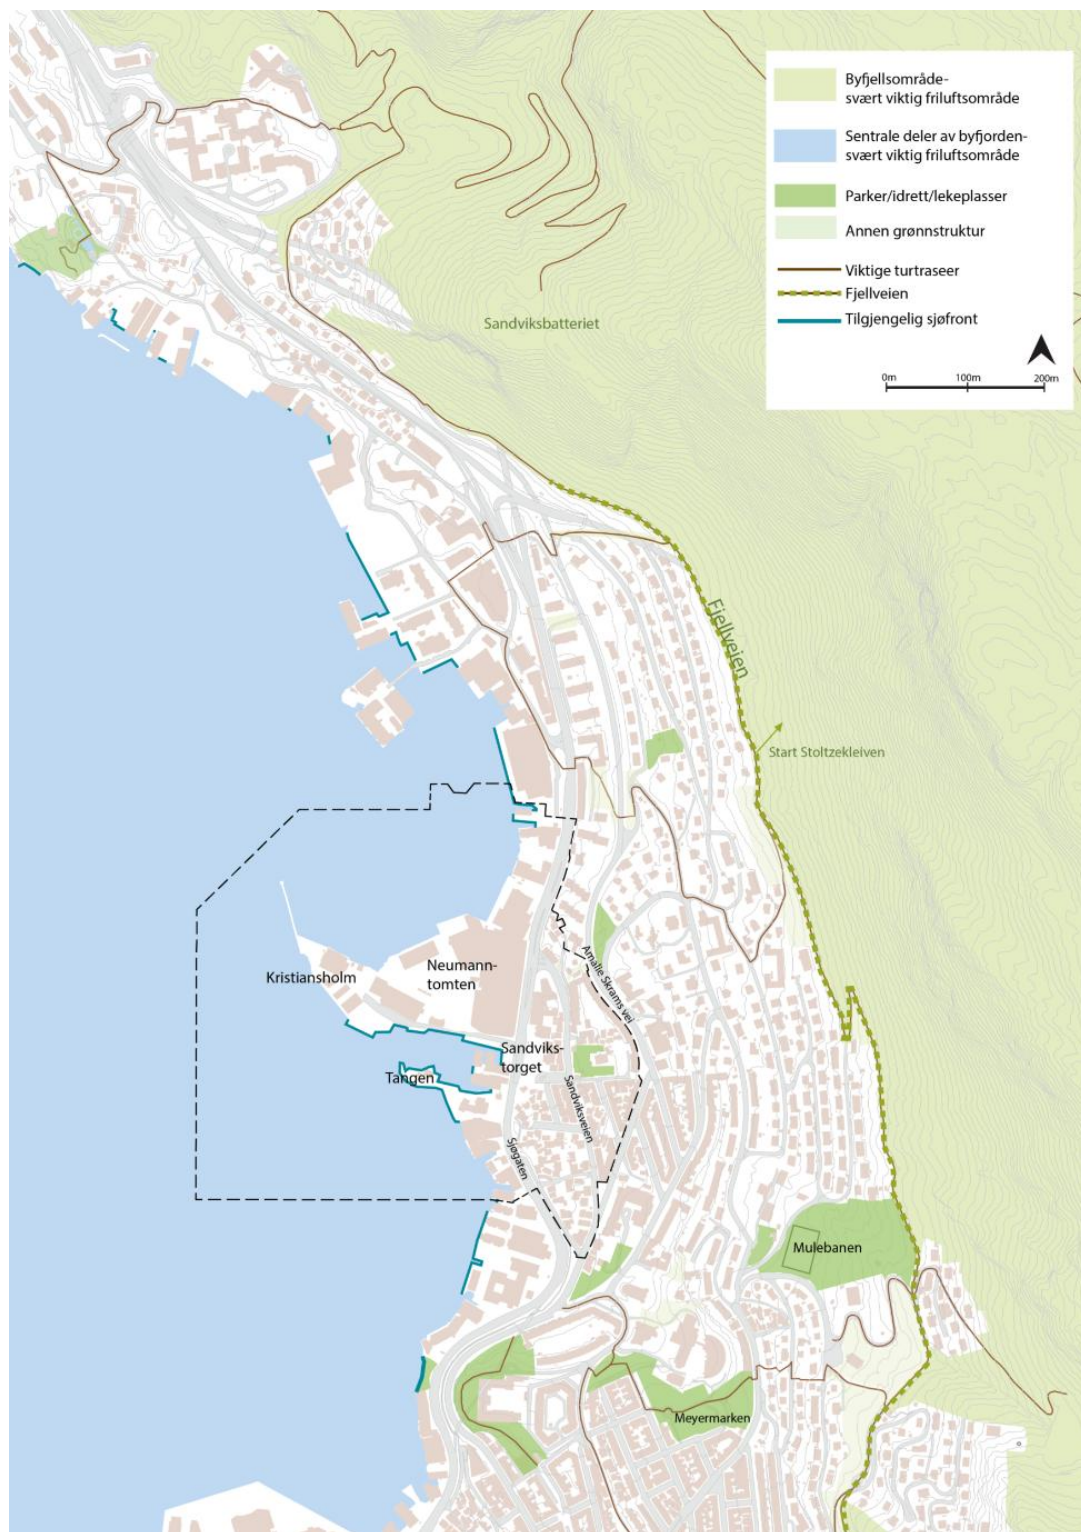 Byfjellsområde-
svært viktig friluftsområde
Sentrale deler av byfjorden-
svært viktig friluftsområde
Parker/idrett/lekeplasser
Annen grønnstruktur
Viktige turtraseer
Fjellveien
Tilgjengelig sjøfront
0m 100m 200m
Sandviksbatteriet
Fjellveien
Start Stoltzekleiven
Kristiansholm
Neumann-
tomten
Amalie Skrams vei
Sandviks-
torget
Tangen
Sandviksveien
Sjøgaten
Mulebanen
Meyermarken